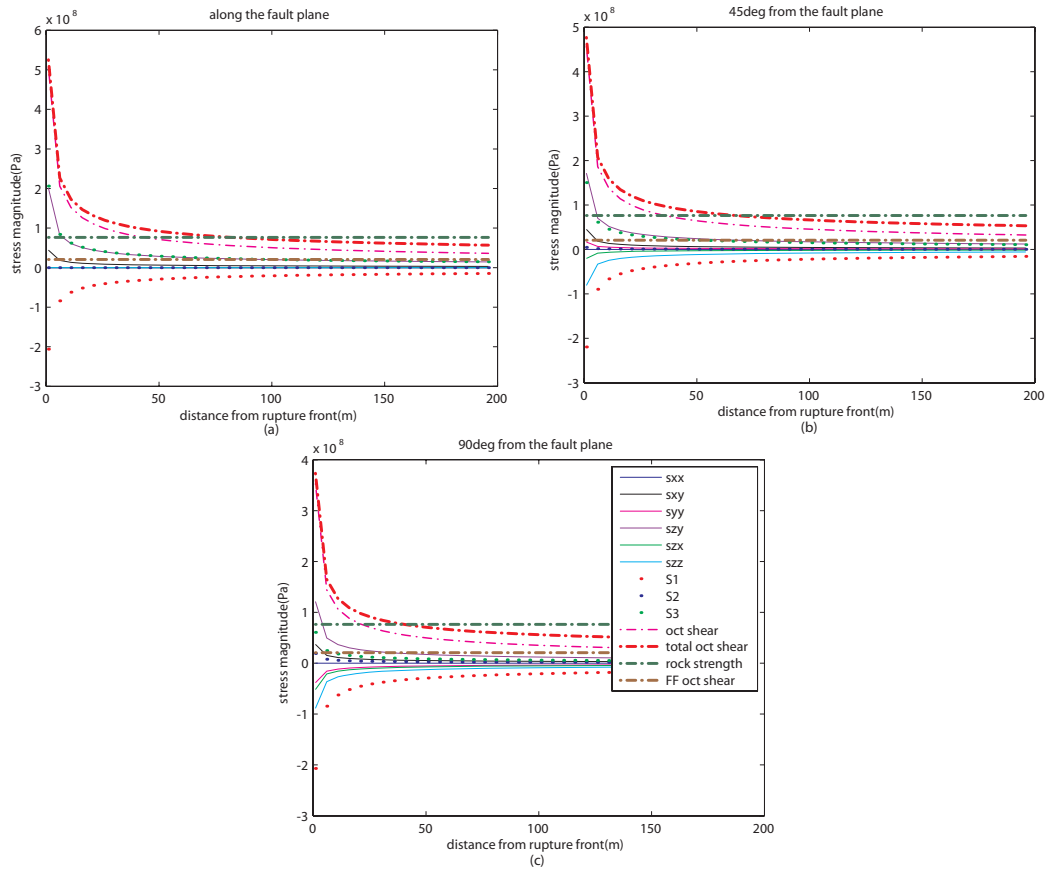 along the fault plane
x 10 8
6
5
4
3
2
1
0
-1
-2
-3
stress magnitude(Pa)
0 50 100 150 200
distance from rupture front(m)
(a)
45deg from the fault plane
x 10 8
5
4
3
2
1
0
-1
-2
-3
stress magnitude(Pa)
0 50 100 150 200
distance from rupture front(m)
(b)
90deg from the fault plane
x 10 8
4
3
2
1
0
-1
-2
-3
stress magnitude(Pa)
0 50 100 150 200
distance from rupture front(m)
(c)
sxx
sxy
syy
szy
szx
szz
S1
S2
S3
oct shear
total oct shear
rock strength
FF oct shear